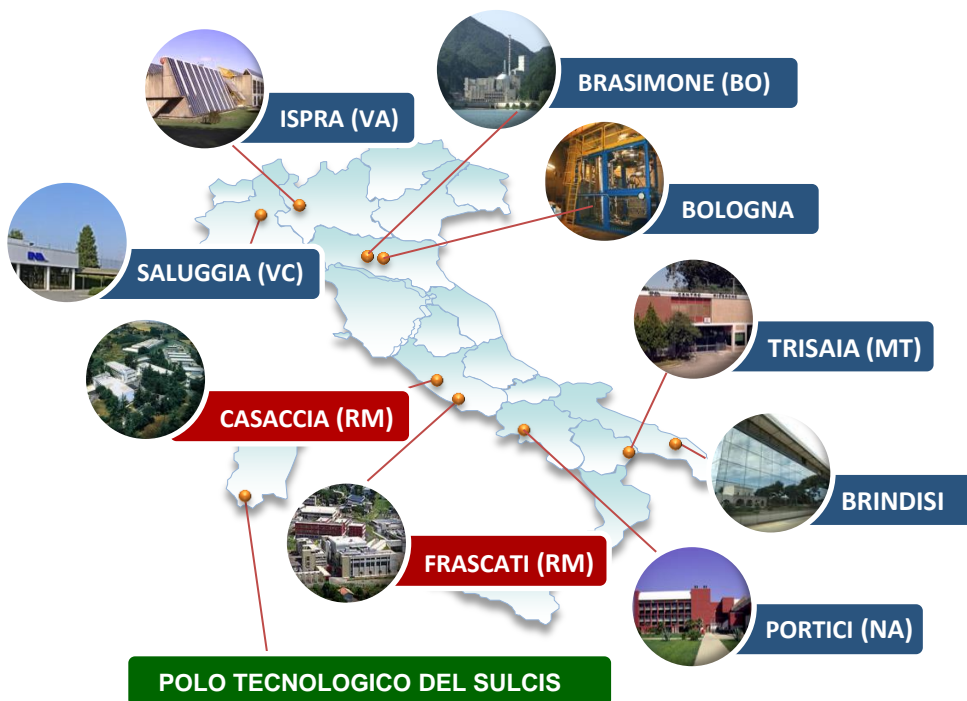 BRASIMONE (BO)
ISPRA (VA)
BOLOGNA
SALUGGIA (VC)
TRISAIA (MT)
CASACCIA (RM)
BRINDISI
FRASCATI (RM)
PORTICI (NA)
POLO TECNOLOGICO DEL SULCIS